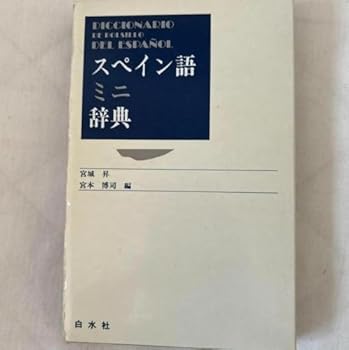 DICCIONARIO
DE BOLSILLO
DEL ESPAÑOL
スペイン語
ミニ
辞典
宮城 昇
宮本 博司 編
白水社